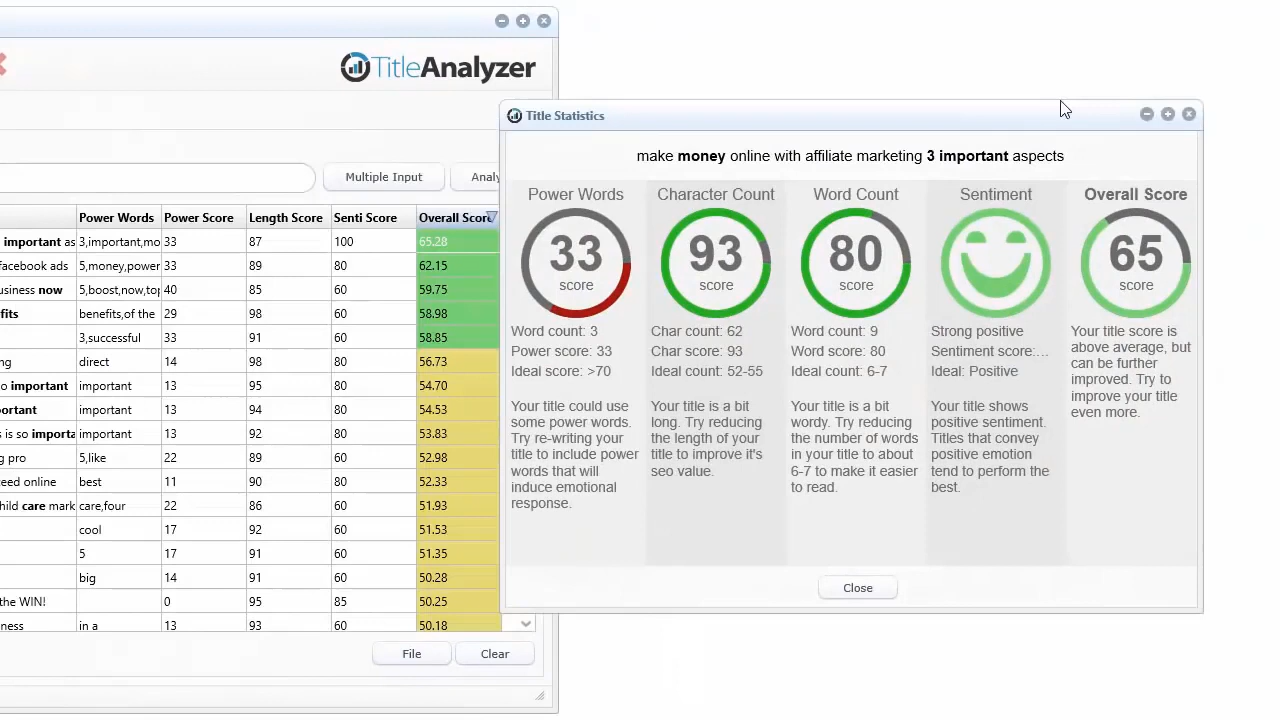 TitleAnalyzer
Multiple Input
Analy
Power Words Power Score Length Score Senti Score Overall Score
important as 3,important,mo 33 87 100 65.28
facebook ads 5,money,power 33 89 80 62.15
usiness now 5,boost,now,top 40 85 60 59.75
fits benefits,of the 29 98 60 58.98
3,successful 33 91 60 58.85
ng direct 14 98 80 56.73
o important important 13 95 80 54.70
portant important 13 94 80 54.53
s is so importa important 13 92 80 53.83
g pro 5,like 22 89 60 52.98
ceed online best 11 90 80 52.33
hild care mark care,four 22 86 60 51.93
cool 17 92 60 51.53
5 17 91 60 51.35
big 14 91 60 50.28
the WIN! 0 95 85 50.25
ness in a 13 93 60 50.18
File
Clear
Title Statistics
make money online with affiliate marketing 3 important aspects
Power Words
33
score
Word count: 3
Power score: 33
Ideal score: >70
Your title could use
some power words.
Try re-writing your
title to include power
words that will
induce emotional
response.
Character Count
93
score
Char count: 62
Char score: 93
Ideal count: 52-55
Your title is a bit
long. Try reducing
the length of your
title to improve it's
seo value.
Word Count
80
score
Word count: 9
Word score: 80
Ideal count: 6-7
Your title is a bit
wordy. Try reducing
the number of words
in your title to about
6-7 to make it easier
to read.
Sentiment
Strong positive
Sentiment score:...
Ideal: Positive
Your title shows
positive sentiment.
Titles that convey
positive emotion
tend to perform the
best.
Overall Score
65
score
Your title score is
above average, but
can be further
improved. Try to
improve your title
even more.
Close